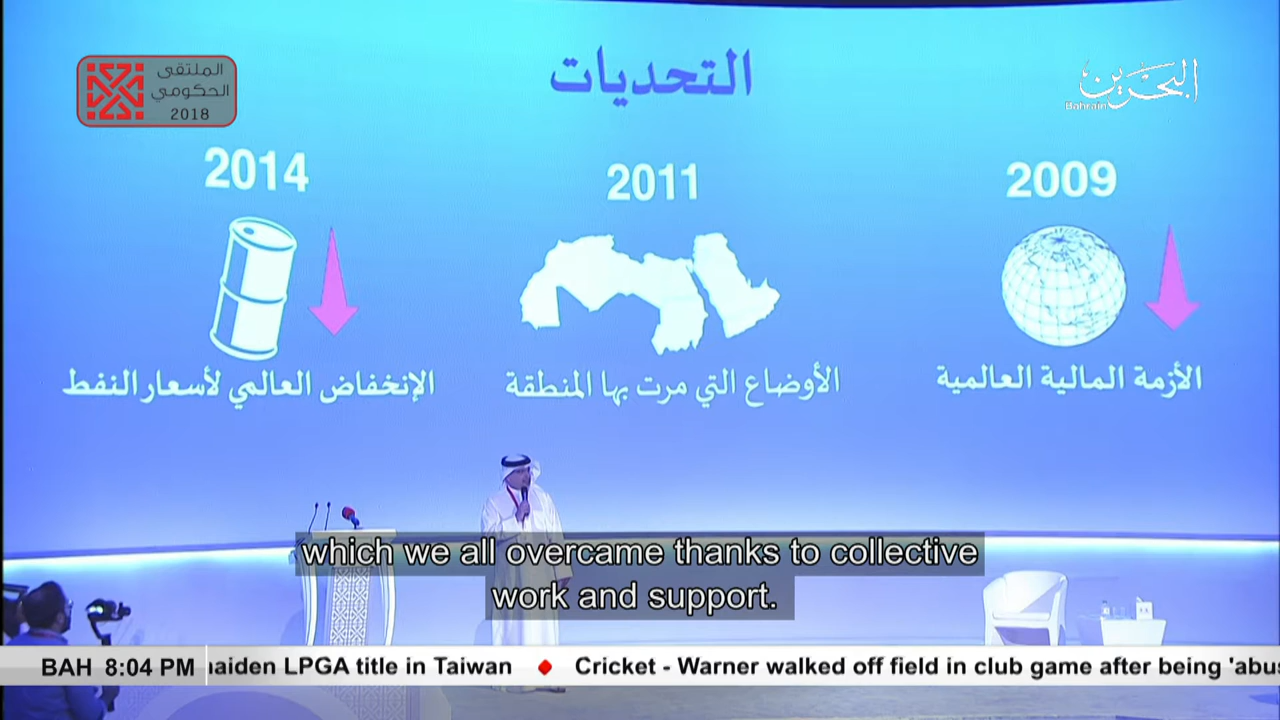 التحديات
الملتقى
الحكومي
2018
البحرين
Bahrain
2009
2011
2014
الأزمة المالية العالمية
الأوضاع التي مرت بها المنطقة
الإنخفاض العالمي لأسعار النفط
which we all overcame thanks to collective
work and support.
BAH 8:04 PM
aiden LPGA title in Taiwan ♦ Cricket - Warner walked off field in club game after being 'abus